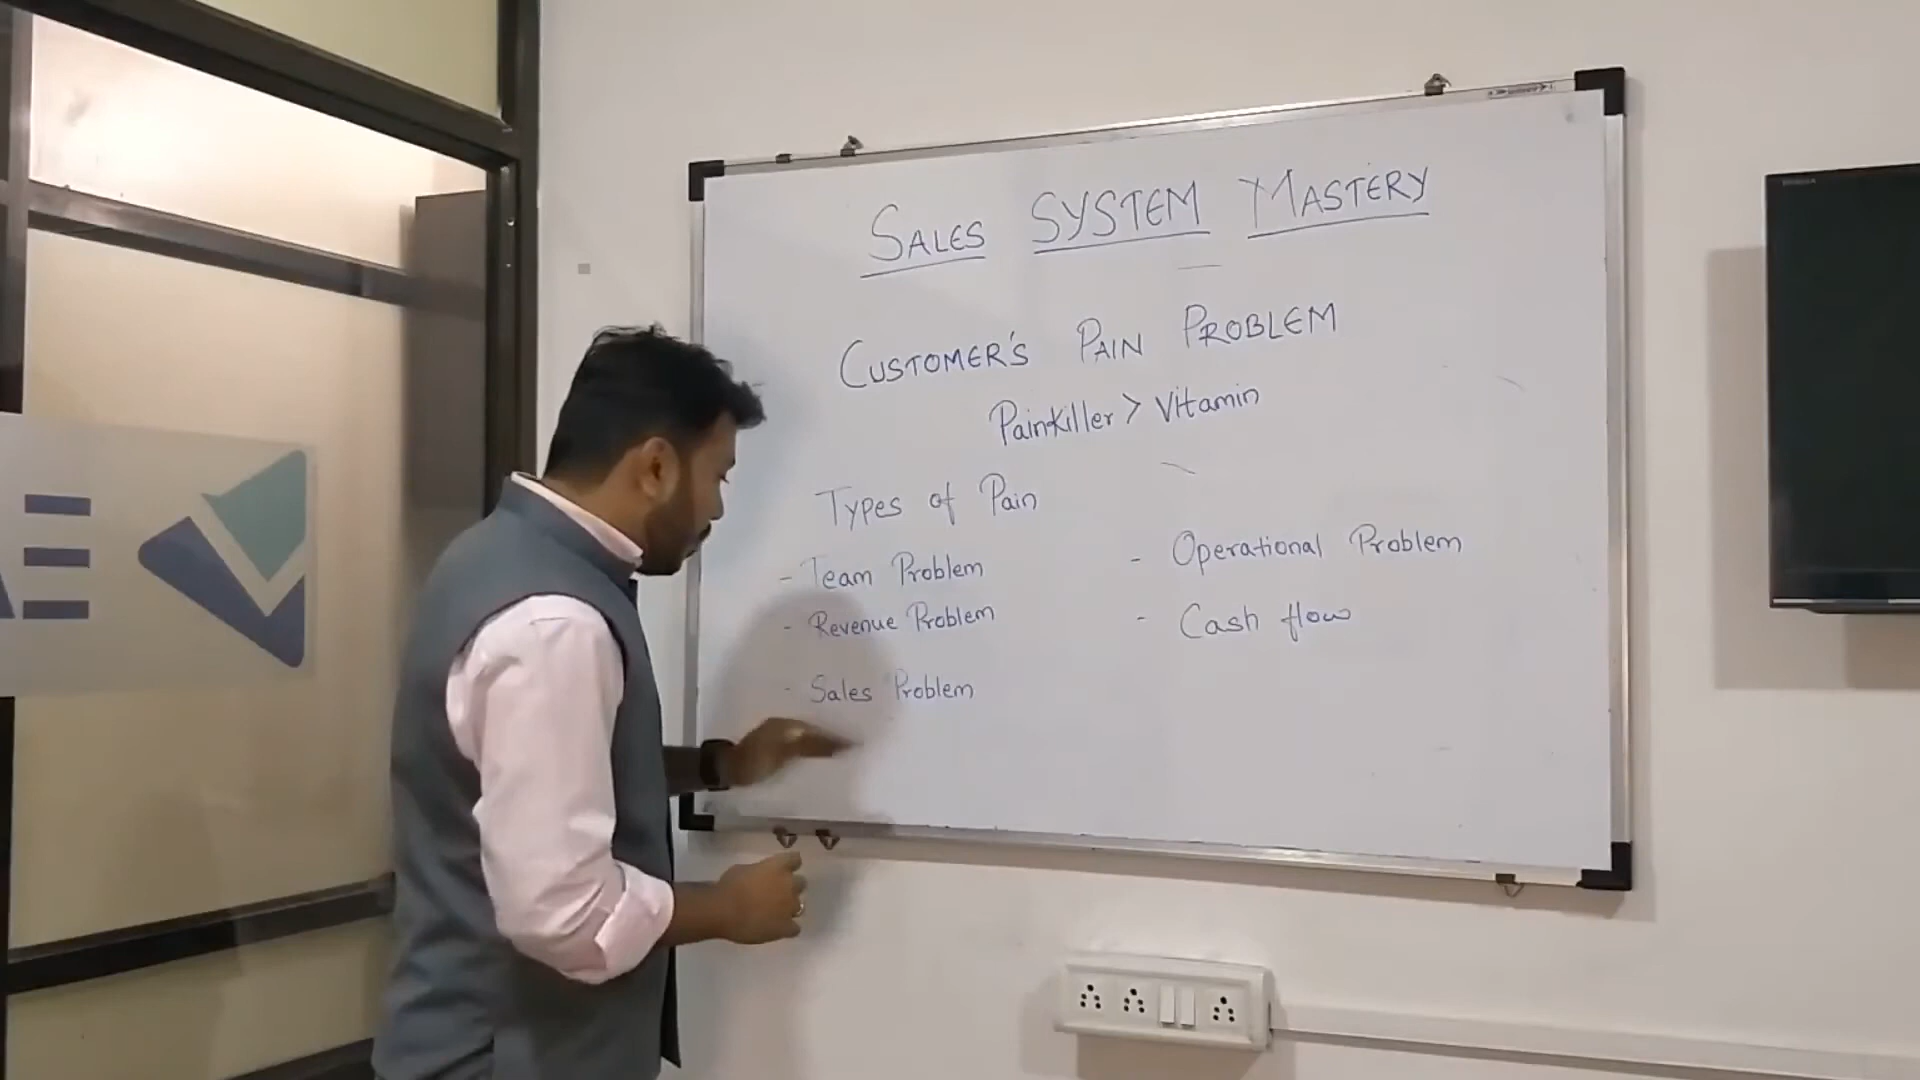 SALES SYSTEM MASTERY
CUSTOMER'S PAIN PROBLEM
Painkiller > Vitamin
Types of Pain
- Team Problem
- Revenue Problem
- Sales Problem
- Operational Problem
- Cash flow
AE